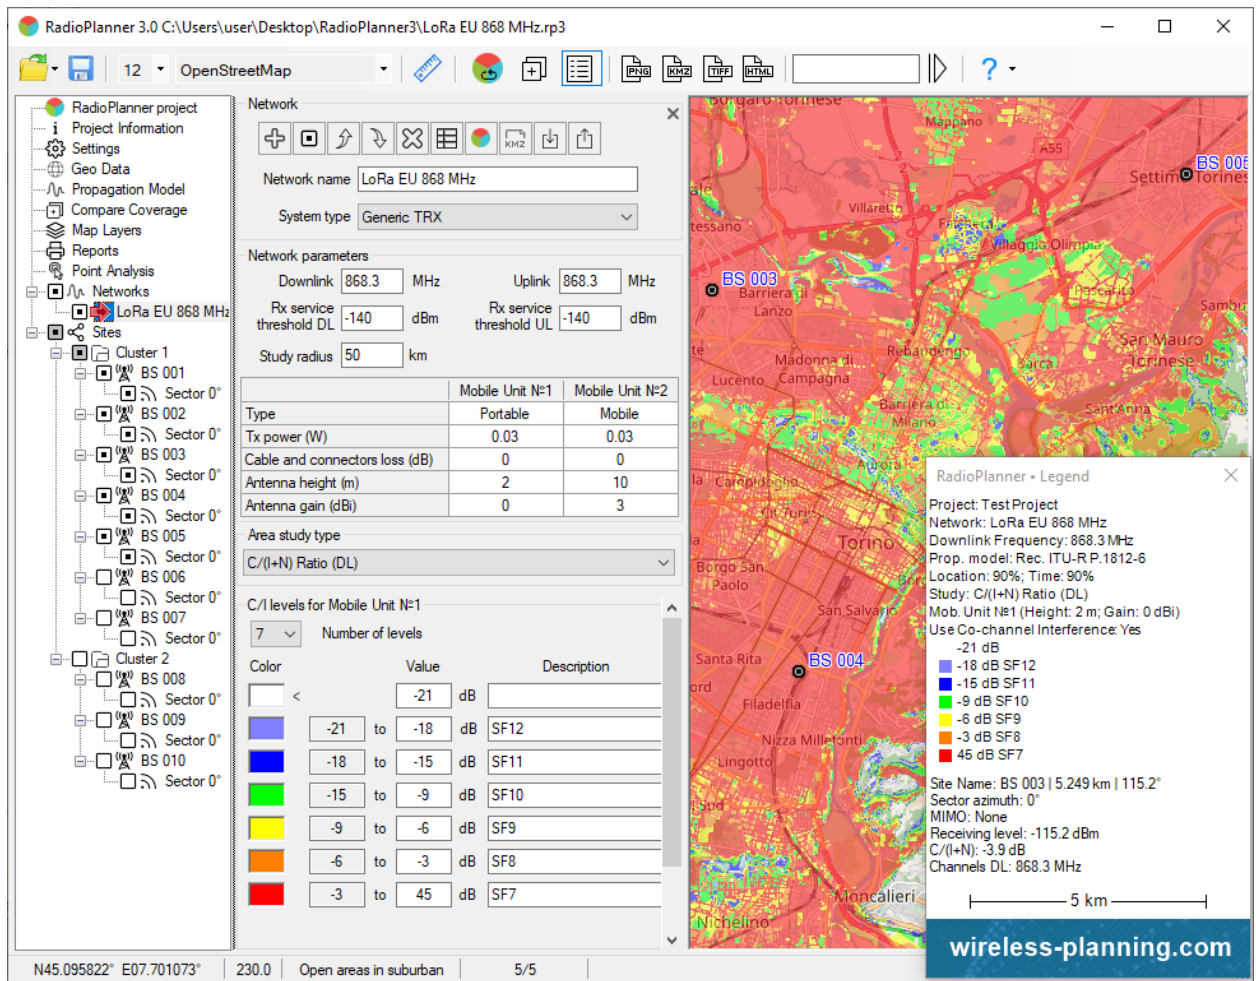 RadioPlanner 3.0 C:\Users\user\Desktop\RadioPlanner3\LoRa EU 868 MHz.rp3
12 OpenStreetMap PNG KMZ TIFF HTML ?
RadioPlanner project
Project Information
Settings
Geo Data
Propagation Model
Compare Coverage
Map Layers
Reports
Point Analysis
Networks
LoRa EU 868 MHz
Sites
Cluster 1
BS 001
Sector 0°
BS 002
Sector 0°
BS 003
Sector 0°
BS 004
Sector 0°
BS 005
Sector 0°
BS 006
Sector 0°
BS 007
Sector 0°
Cluster 2
BS 008
Sector 0°
BS 009
Sector 0°
BS 010
Sector 0°
Network
KMZ
Network name LoRa EU 868 MHz
System type Generic TRX
Network parameters
Downlink 868.3 MHz Uplink 868.3 MHz
Rx service threshold DL -140 dBm Rx service threshold UL -140 dBm
Study radius 50 km
Mobile Unit №1 Mobile Unit №2
Type Portable Mobile
Tx power (W) 0.03 0.03
Cable and connectors loss (dB) 0 0
Antenna height (m) 2 10
Antenna gain (dBi) 0 3
Area study type
C/(I+N) Ratio (DL)
C/I levels for Mobile Unit №1
7 Number of levels
Color Value Description
< -21 dB
-21 to -18 dB SF12
-18 to -15 dB SF11
-15 to -9 dB SF10
-9 to -6 dB SF9
-6 to -3 dB SF8
-3 to 45 dB SF7
Borgaro Torinese
Mappano
A55
BS 005
Settimo Torinese
Villaretto
Villaggio Olimpia
BS 003
Barriera di
Lanzo
Pescarito
Sambu
San Mauro
Torinese
Rebaudengo
Barca
Madonna di
Campagna
Lucento
Barriera di
Milano
Sant'Anna
Aurora
Campidoglio
Cit Turin
Torino
Borgo San
Paolo
San Salvario
Santa Rita
BS 004
Filadelfia
Nizza Millefonti
Lingotto
Moncalieri
Nichelino
RadioPlanner • Legend
Project: Test Project
Network: LoRa EU 868 MHz
Downlink Frequency: 868.3 MHz
Prop. model: Rec. ITU-R P.1812-6
Location: 90%; Time: 90%
Study: C/(I+N) Ratio (DL)
Mob. Unit №1 (Height: 2 m; Gain: 0 dBi)
Use Co-channel Interference: Yes
-21 dB
-18 dB SF12
-15 dB SF11
-9 dB SF10
-6 dB SF9
-3 dB SF8
45 dB SF7
Site Name: BS 003 | 5.249 km | 115.2°
Sector azimuth: 0°
MIMO: None
Receiving level: -115.2 dBm
C/(I+N): -3.9 dB
Channels DL: 868.3 MHz
5 km
wireless-planning.com
N45.095822° E07.701073° 230.0 Open areas in suburban 5/5